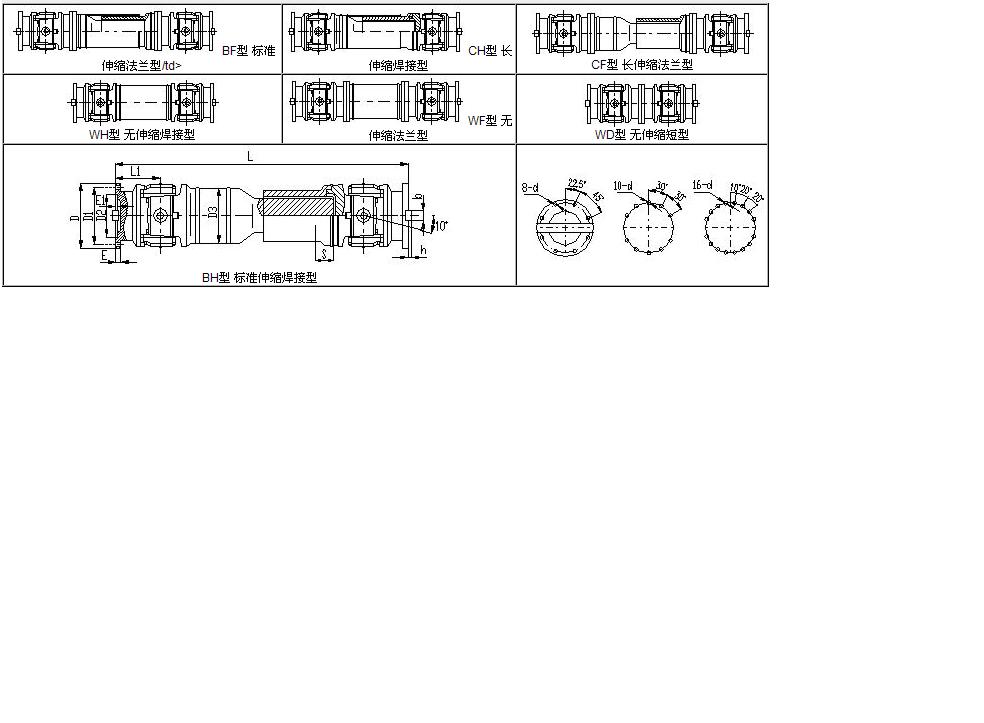 BF型 标准
伸缩法兰型/td>
CH型 长
伸缩焊接型
CF型 长伸缩法兰型
WH型 无伸缩焊接型
WF型 无
伸缩法兰型
WD型 无伸缩短型
L
L1
D
D1
D2
E1
E
D3
S
b
10°
h
BH型 标准伸缩焊接型
8-d
22.5°
45°
10-d
30°
30°
16-d
10°20°20°